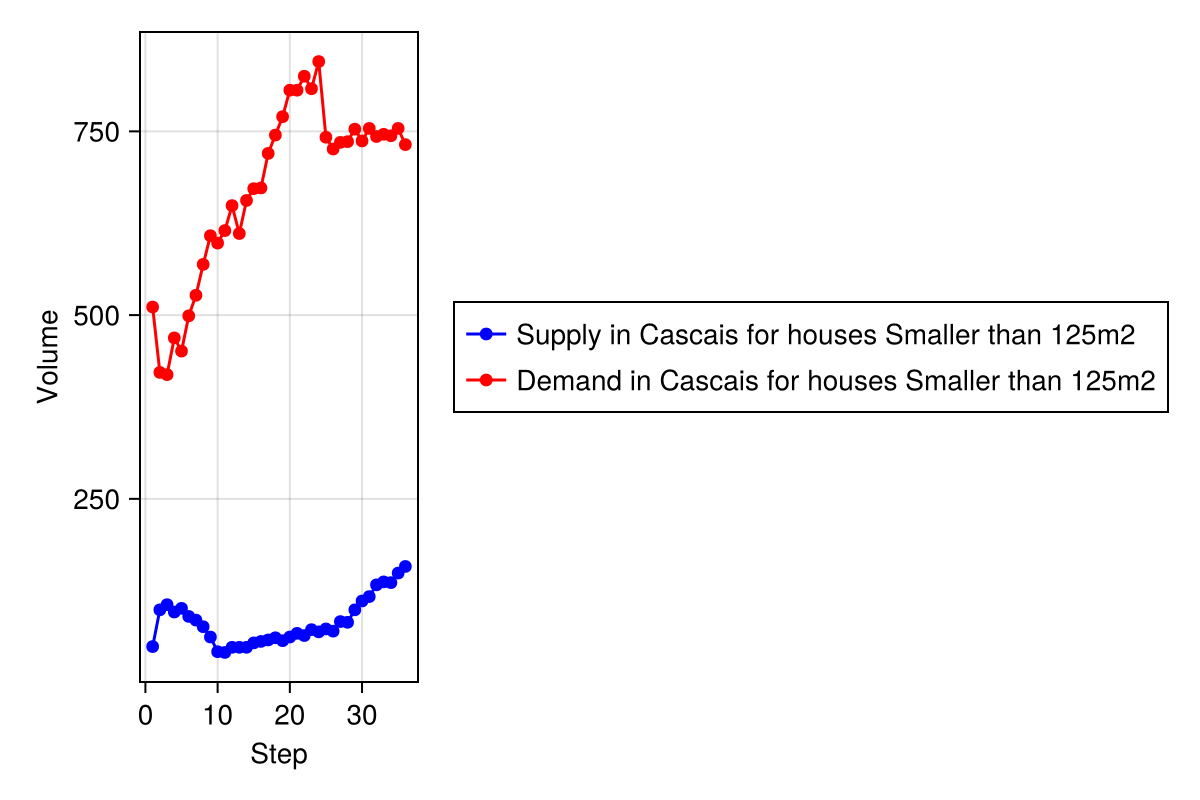 750
500
250
Volume
0 10 20 30
Step
Supply in Cascais for houses Smaller than 125m2
Demand in Cascais for houses Smaller than 125m2